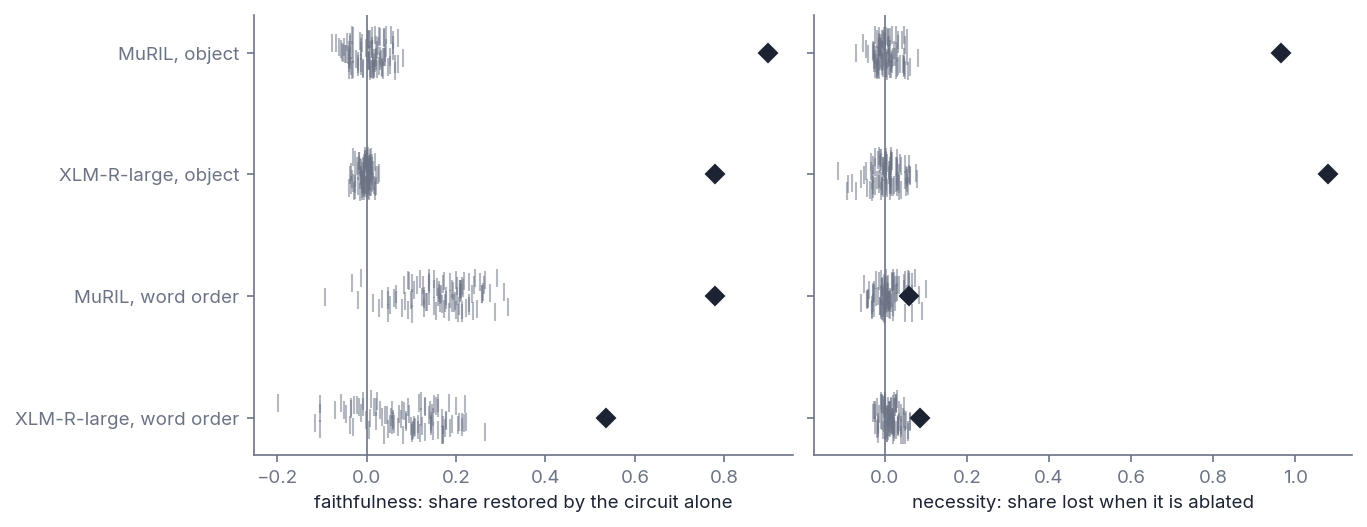 MuRIL, object
XLM-R-large, object
MuRIL, word order
XLM-R-large, word order
−0.2 0.0 0.2 0.4 0.6 0.8
0.0 0.2 0.4 0.6 0.8 1.0
faithfulness: share restored by the circuit alone
necessity: share lost when it is ablated